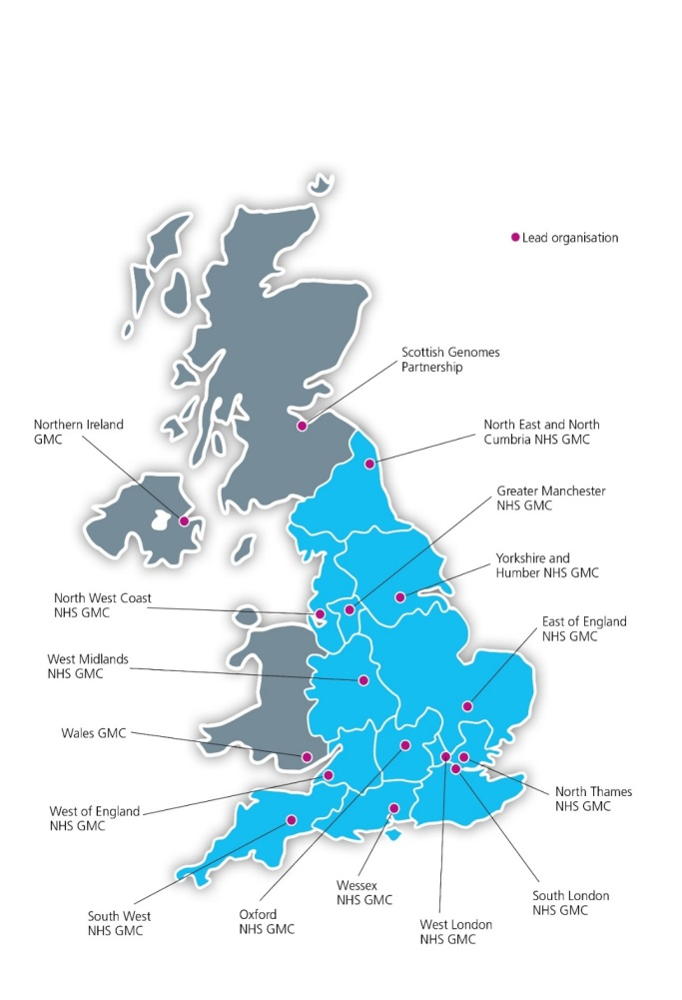 Lead organisation
Scottish Genomes
Partnership
Northern Ireland
GMC
North East and North
Cumbria NHS GMC
Greater Manchester
NHS GMC
Yorkshire and
Humber NHS GMC
North West Coast
NHS GMC
East of England
NHS GMC
West Midlands
NHS GMC
Wales GMC
North Thames
NHS GMC
West of England
NHS GMC
Wessex
NHS GMC
South London
NHS GMC
South West
NHS GMC
Oxford
NHS GMC
West London
NHS GMC